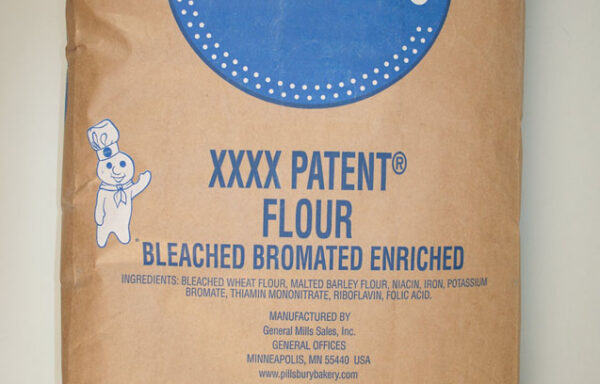 XXXX PATENT®
FLOUR
BLEACHED BROMATED ENRICHED
INGREDIENTS: BLEACHED WHEAT FLOUR, MALTED BARLEY FLOUR, NIACIN, IRON, POTASSIUM
BROMATE, THIAMIN MONONITRATE, RIBOFLAVIN, FOLIC ACID.
MANUFACTURED BY
General Mills Sales, Inc.
GENERAL OFFICES
MINNEAPOLIS, MN 55440 USA
www.pillsburybakery.com